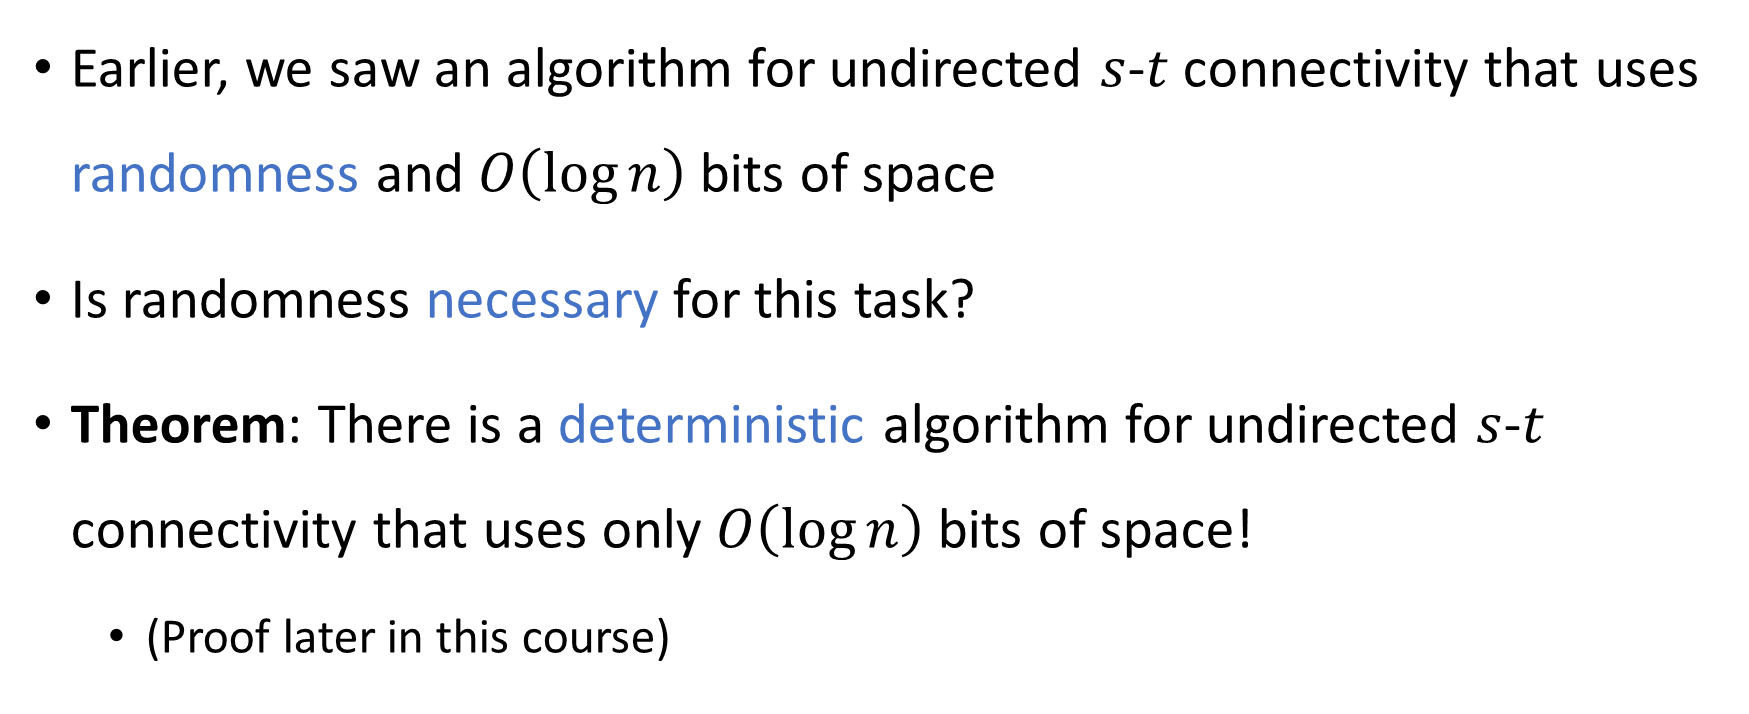 • Earlier, we saw an algorithm for undirected s-t connectivity that uses
randomness and O(log n) bits of space
• Is randomness necessary for this task?
• Theorem: There is a deterministic algorithm for undirected s-t
connectivity that uses only O(log n) bits of space!
• (Proof later in this course)